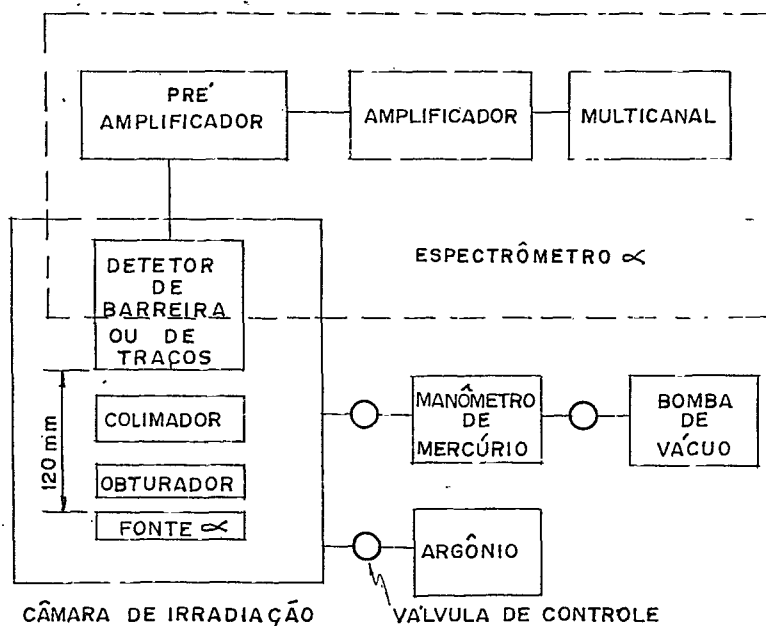 PRÉ
AMPLIFICADOR
AMPLIFICADOR
MULTICANAL
ESPECTRÔMETRO ∝
DETETOR
DE
BARREIRA
OU DE
TRAÇOS
COLIMADOR
OBTURADOR
FONTE ∝
120 mm
MANÔMETRO
DE
MERCÚRIO
BOMBA
DE
VÁCUO
ARGÔNIO
CÂMARA DE IRRADIAÇÃO
VÁLVULA DE CONTROLE